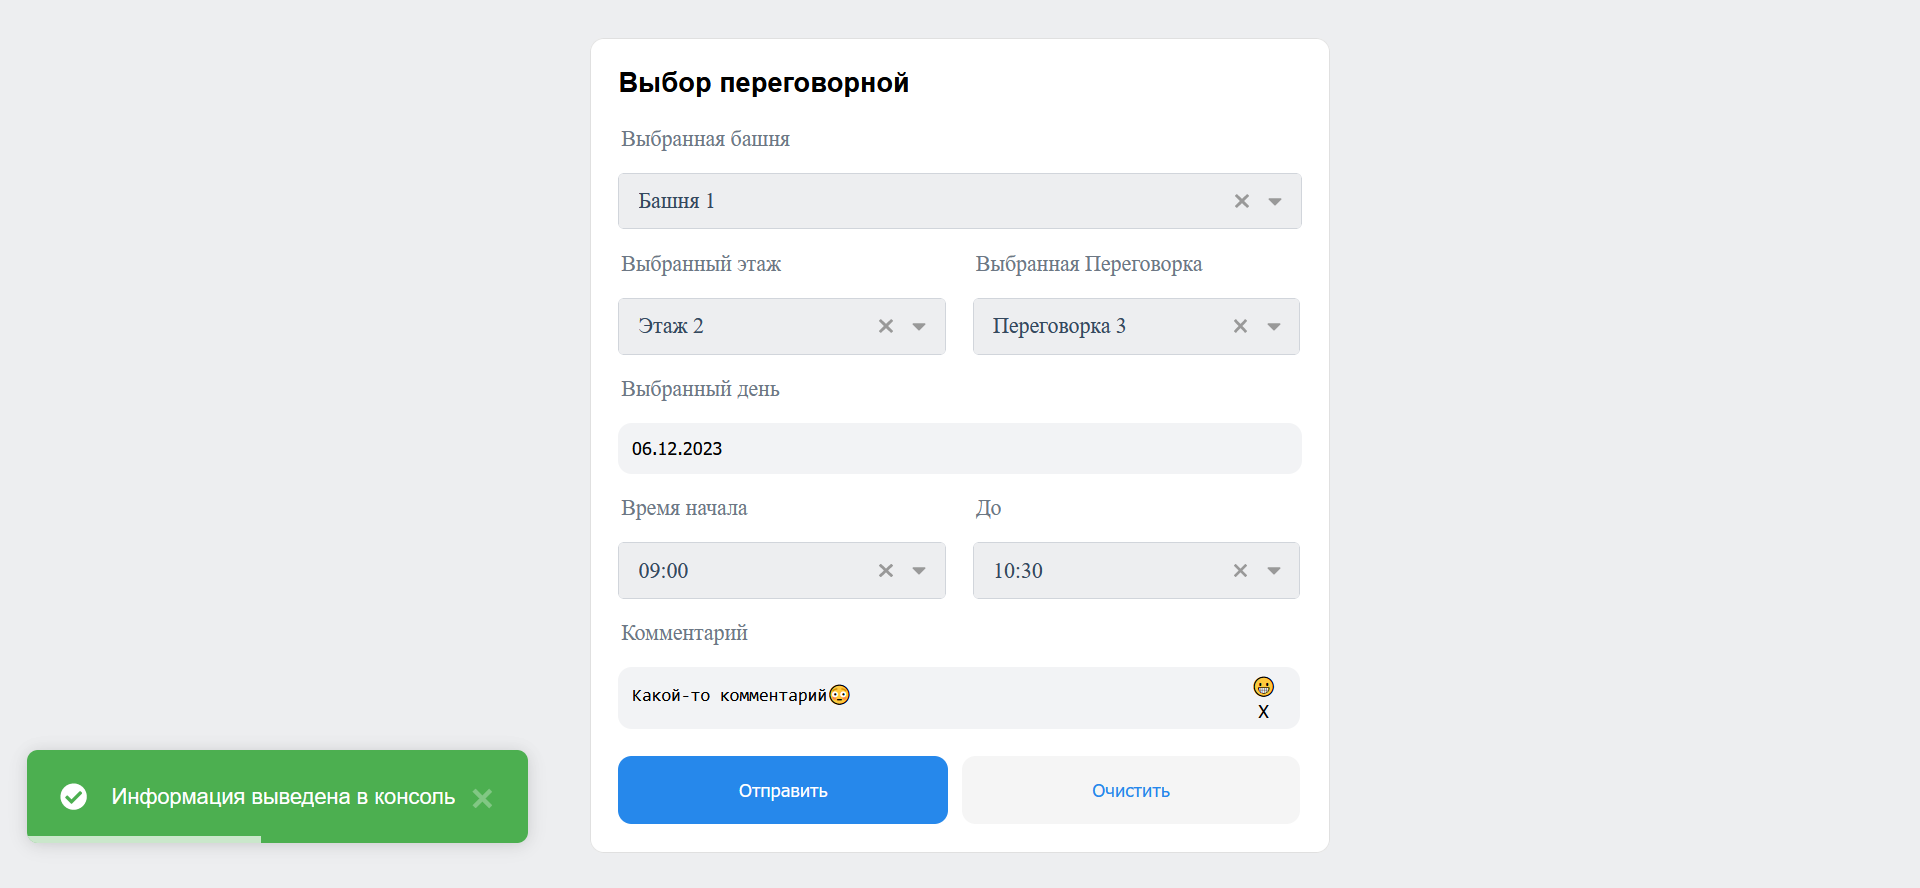 Выбор переговорной
Выбранная башня
Башня 1
Выбранный этаж
Выбранная Переговорка
Этаж 2
Переговорка 3
Выбранный день
06.12.2023
Время начала
До
09:00
10:30
Комментарий
Какой-то комментарий😳
😀
X
Отправить
Очистить
Информация выведена в консоль